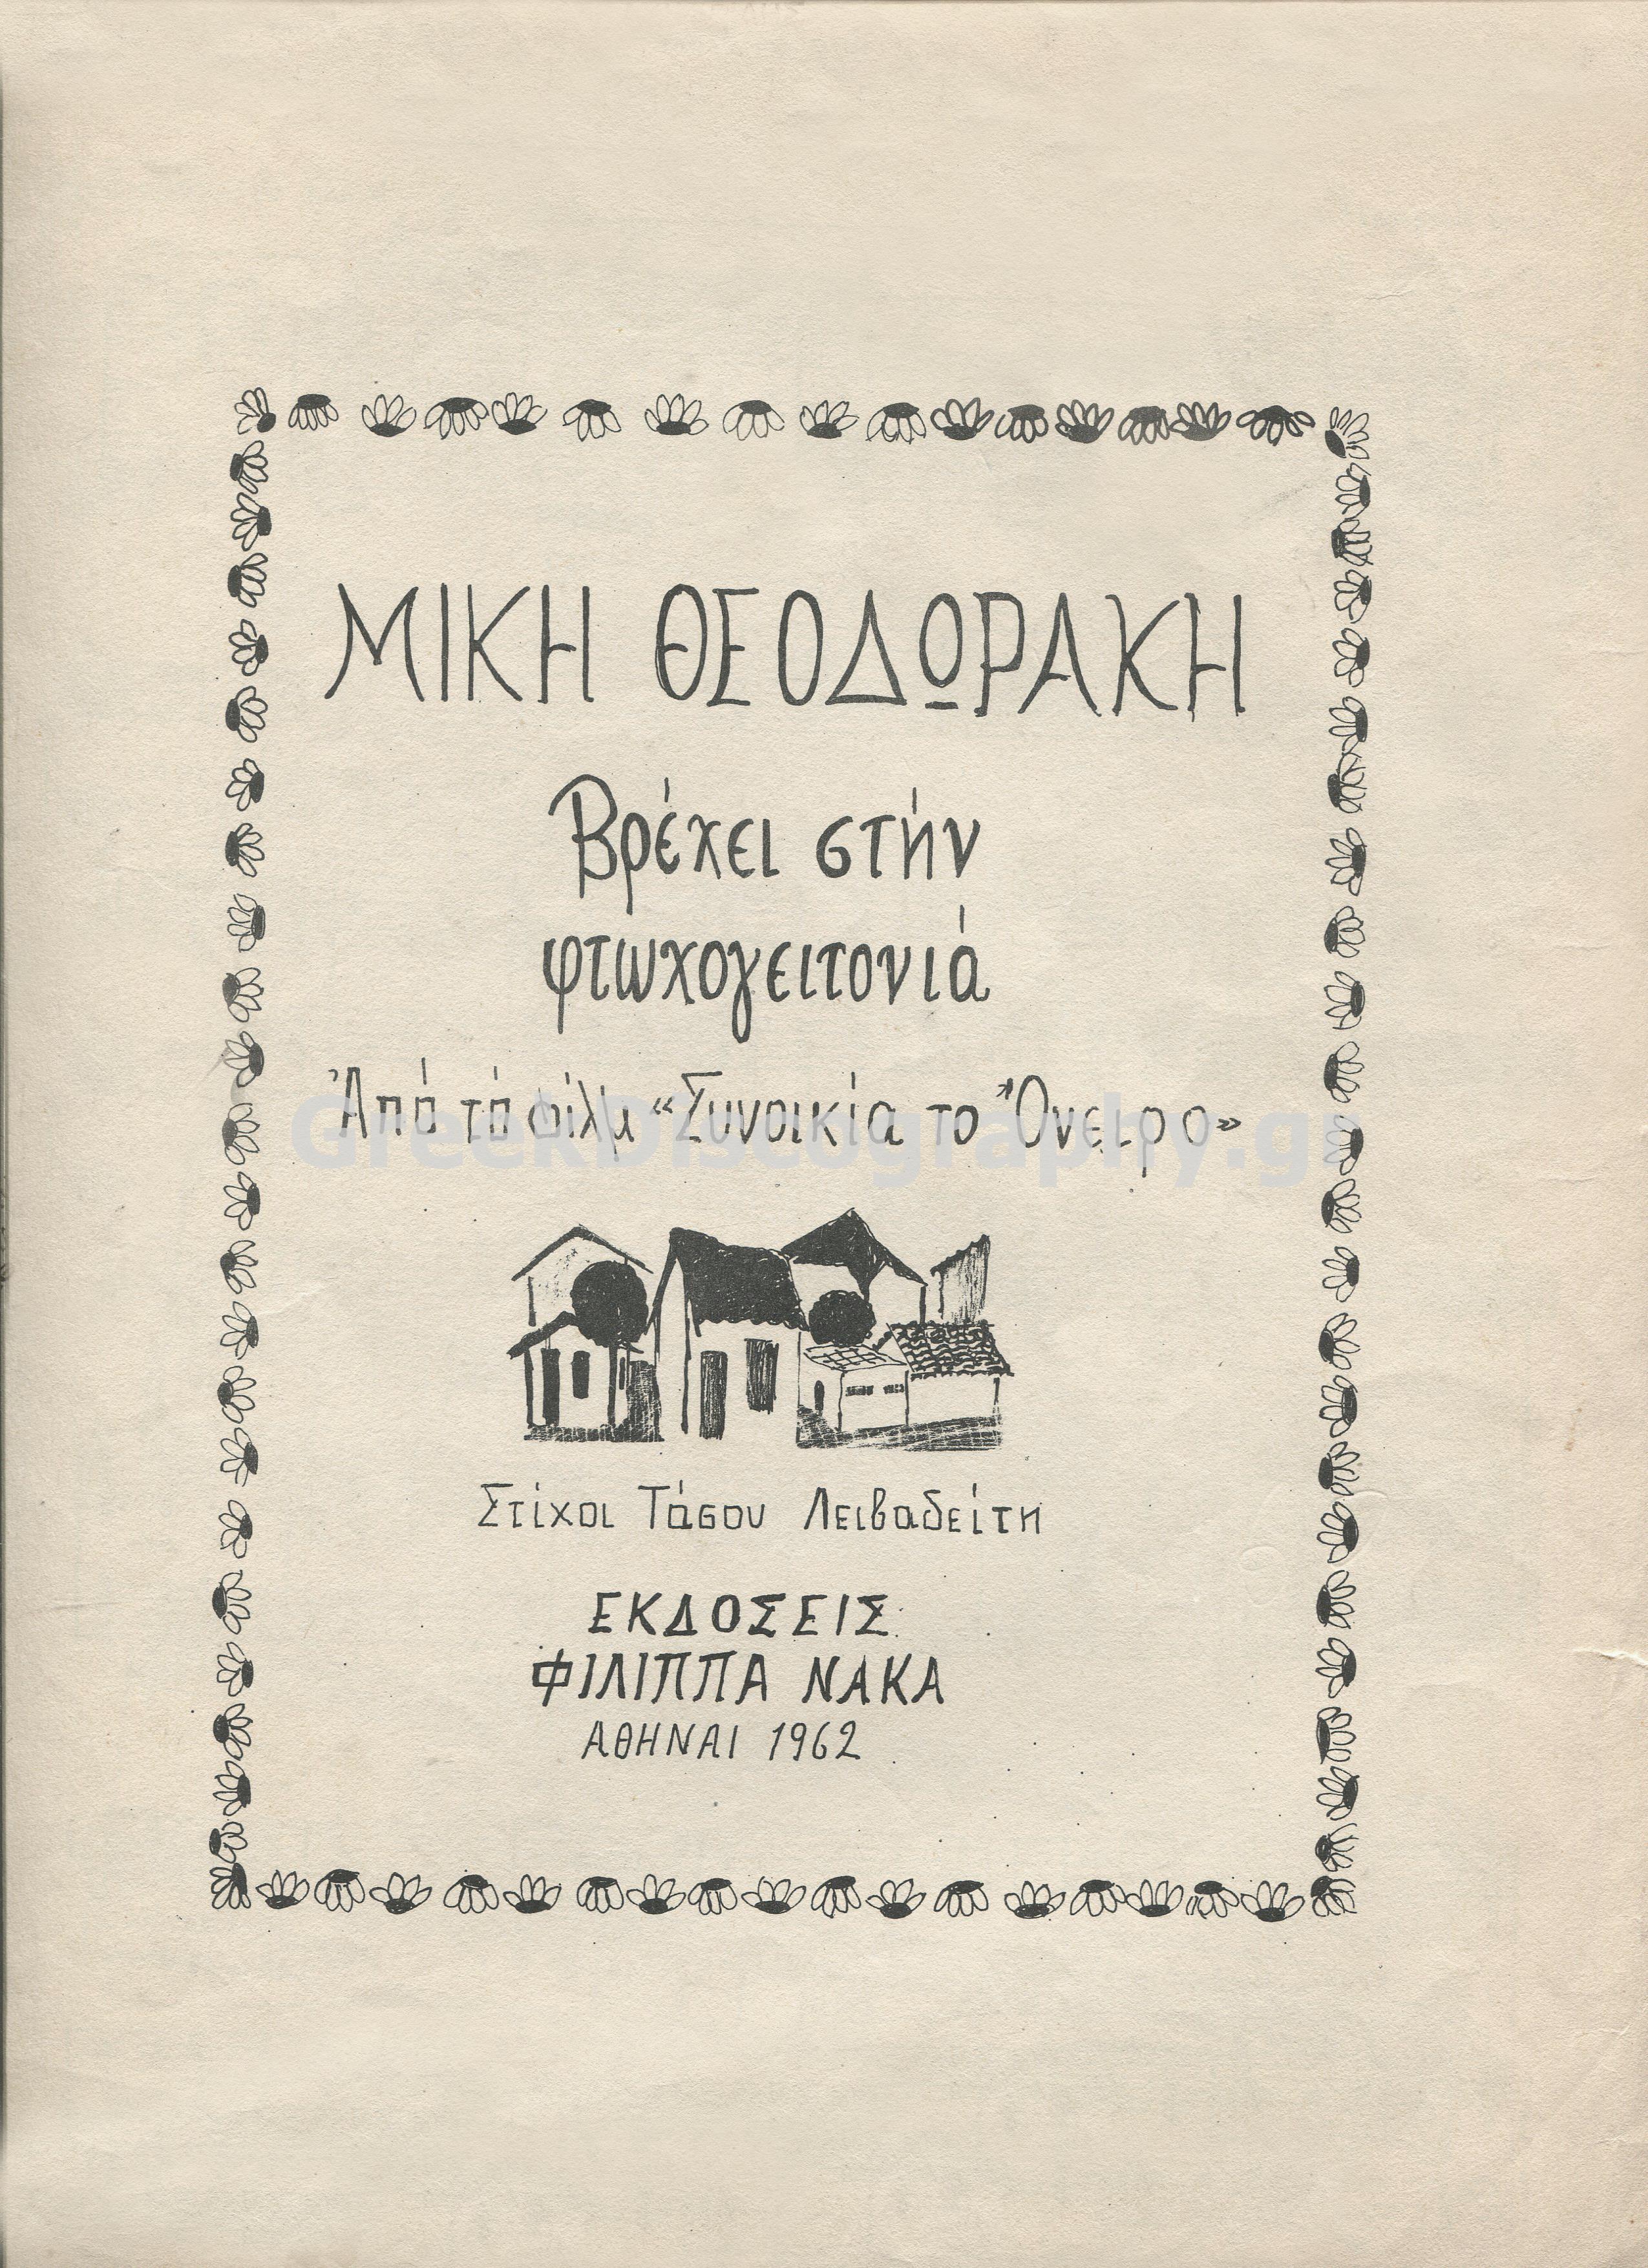 ΜΙΚΗ ΘΕΟΔΩΡΑΚΗ
Βρέχει στήν
φτωχογειτονιά
Ἀπό τό φίλμ «Συνοικία το Ὄνειρο»
GreekDiscography.gr
Στίχοι Τάσου Λειβαδείτη
ΕΚΔΟΣΕΙΣ
ΦΙΛΙΠΠΑ ΝΑΚΑ
ΑΘΗΝΑΙ 1962